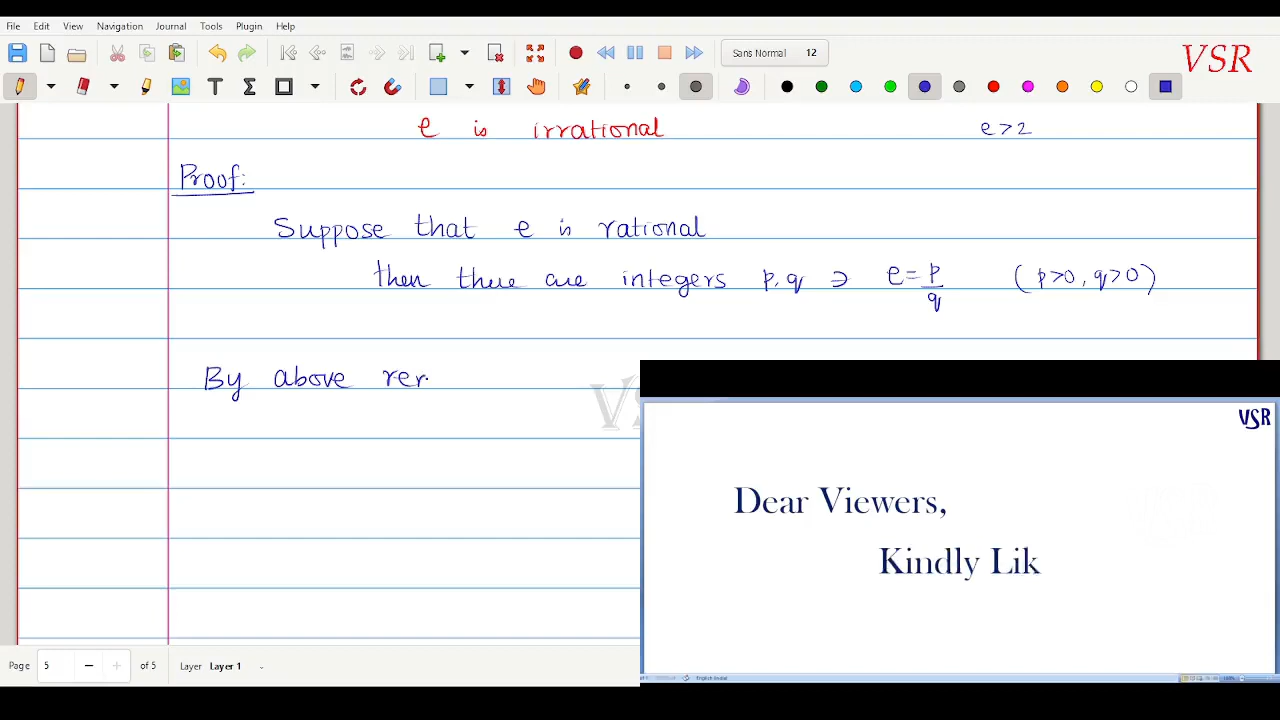 File Edit View Navigation Journal Tools Plugin Help
Sans Normal 12
VSR
e is irrational
e > 2
Proof:
Suppose that e is rational
then there are integers p, q ∋ e = p/q (p>0, q>0)
By above rer
VSR
Dear Viewers,
Kindly Lik
Page 5 of 5 Layer Layer 1